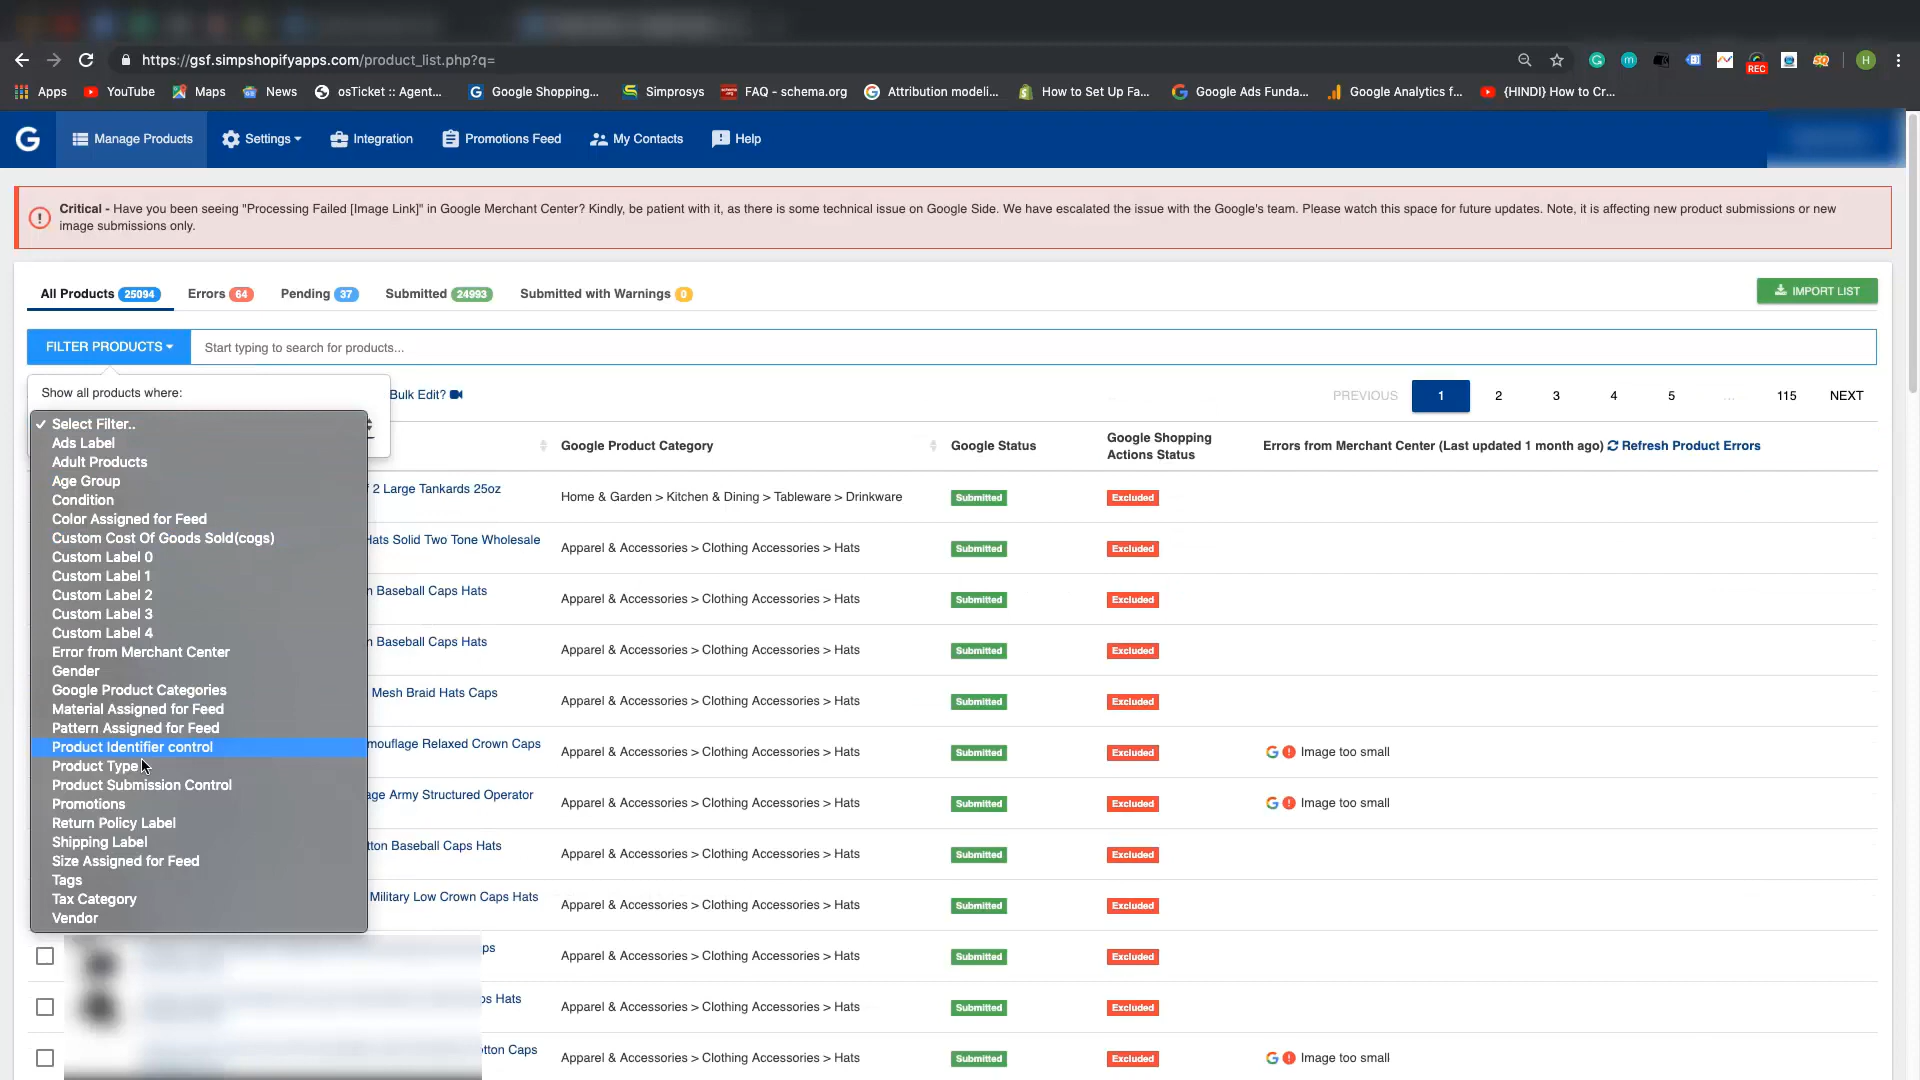 https://gsf.simpshopifyapps.com/product_list.php?q=
REC
H
Apps
YouTube
Maps
News
osTicket :: Agent...
Google Shopping...
Simprosys
FAQ - schema.org
Attribution modeli...
How to Set Up Fa...
Google Ads Funda...
Google Analytics f...
{HINDI} How to Cr...
G
Manage Products
Settings
Integration
Promotions Feed
My Contacts
Help
Critical - Have you been seeing "Processing Failed [Image Link]" in Google Merchant Center? Kindly, be patient with it, as there is some technical issue on Google Side. We have escalated the issue with the Google's team. Please watch this space for future updates. Note, it is affecting new product submissions or new
image submissions only.
All Products 25094
Errors 64
Pending 37
Submitted 24993
Submitted with Warnings 0
IMPORT LIST
FILTER PRODUCTS
Start typing to search for products...
Show all products where:
Bulk Edit?
PREVIOUS 1 2 3 4 5 ... 115 NEXT
✓ Select Filter..
Ads Label
Adult Products
Age Group
Condition
Color Assigned for Feed
Custom Cost Of Goods Sold(cogs)
Custom Label 0
Custom Label 1
Custom Label 2
Custom Label 3
Custom Label 4
Error from Merchant Center
Gender
Google Product Categories
Material Assigned for Feed
Pattern Assigned for Feed
Product Identifier control
Product Type
Product Submission Control
Promotions
Return Policy Label
Shipping Label
Size Assigned for Feed
Tags
Tax Category
Vendor
Google Product Category
Google Status
Google Shopping
Actions Status
Errors from Merchant Center (Last updated 1 month ago) Refresh Product Errors
2 Large Tankards 25oz
Home & Garden > Kitchen & Dining > Tableware > Drinkware
Submitted
Excluded
Hats Solid Two Tone Wholesale
Apparel & Accessories > Clothing Accessories > Hats
Submitted
Excluded
n Baseball Caps Hats
Apparel & Accessories > Clothing Accessories > Hats
Submitted
Excluded
n Baseball Caps Hats
Apparel & Accessories > Clothing Accessories > Hats
Submitted
Excluded
Mesh Braid Hats Caps
Apparel & Accessories > Clothing Accessories > Hats
Submitted
Excluded
mouflage Relaxed Crown Caps
Apparel & Accessories > Clothing Accessories > Hats
Submitted
Excluded
Image too small
age Army Structured Operator
Apparel & Accessories > Clothing Accessories > Hats
Submitted
Excluded
Image too small
tton Baseball Caps Hats
Apparel & Accessories > Clothing Accessories > Hats
Submitted
Excluded
Military Low Crown Caps Hats
Apparel & Accessories > Clothing Accessories > Hats
Submitted
Excluded
ps
Apparel & Accessories > Clothing Accessories > Hats
Submitted
Excluded
ps Hats
Apparel & Accessories > Clothing Accessories > Hats
Submitted
Excluded
otton Caps
Apparel & Accessories > Clothing Accessories > Hats
Submitted
Excluded
Image too small